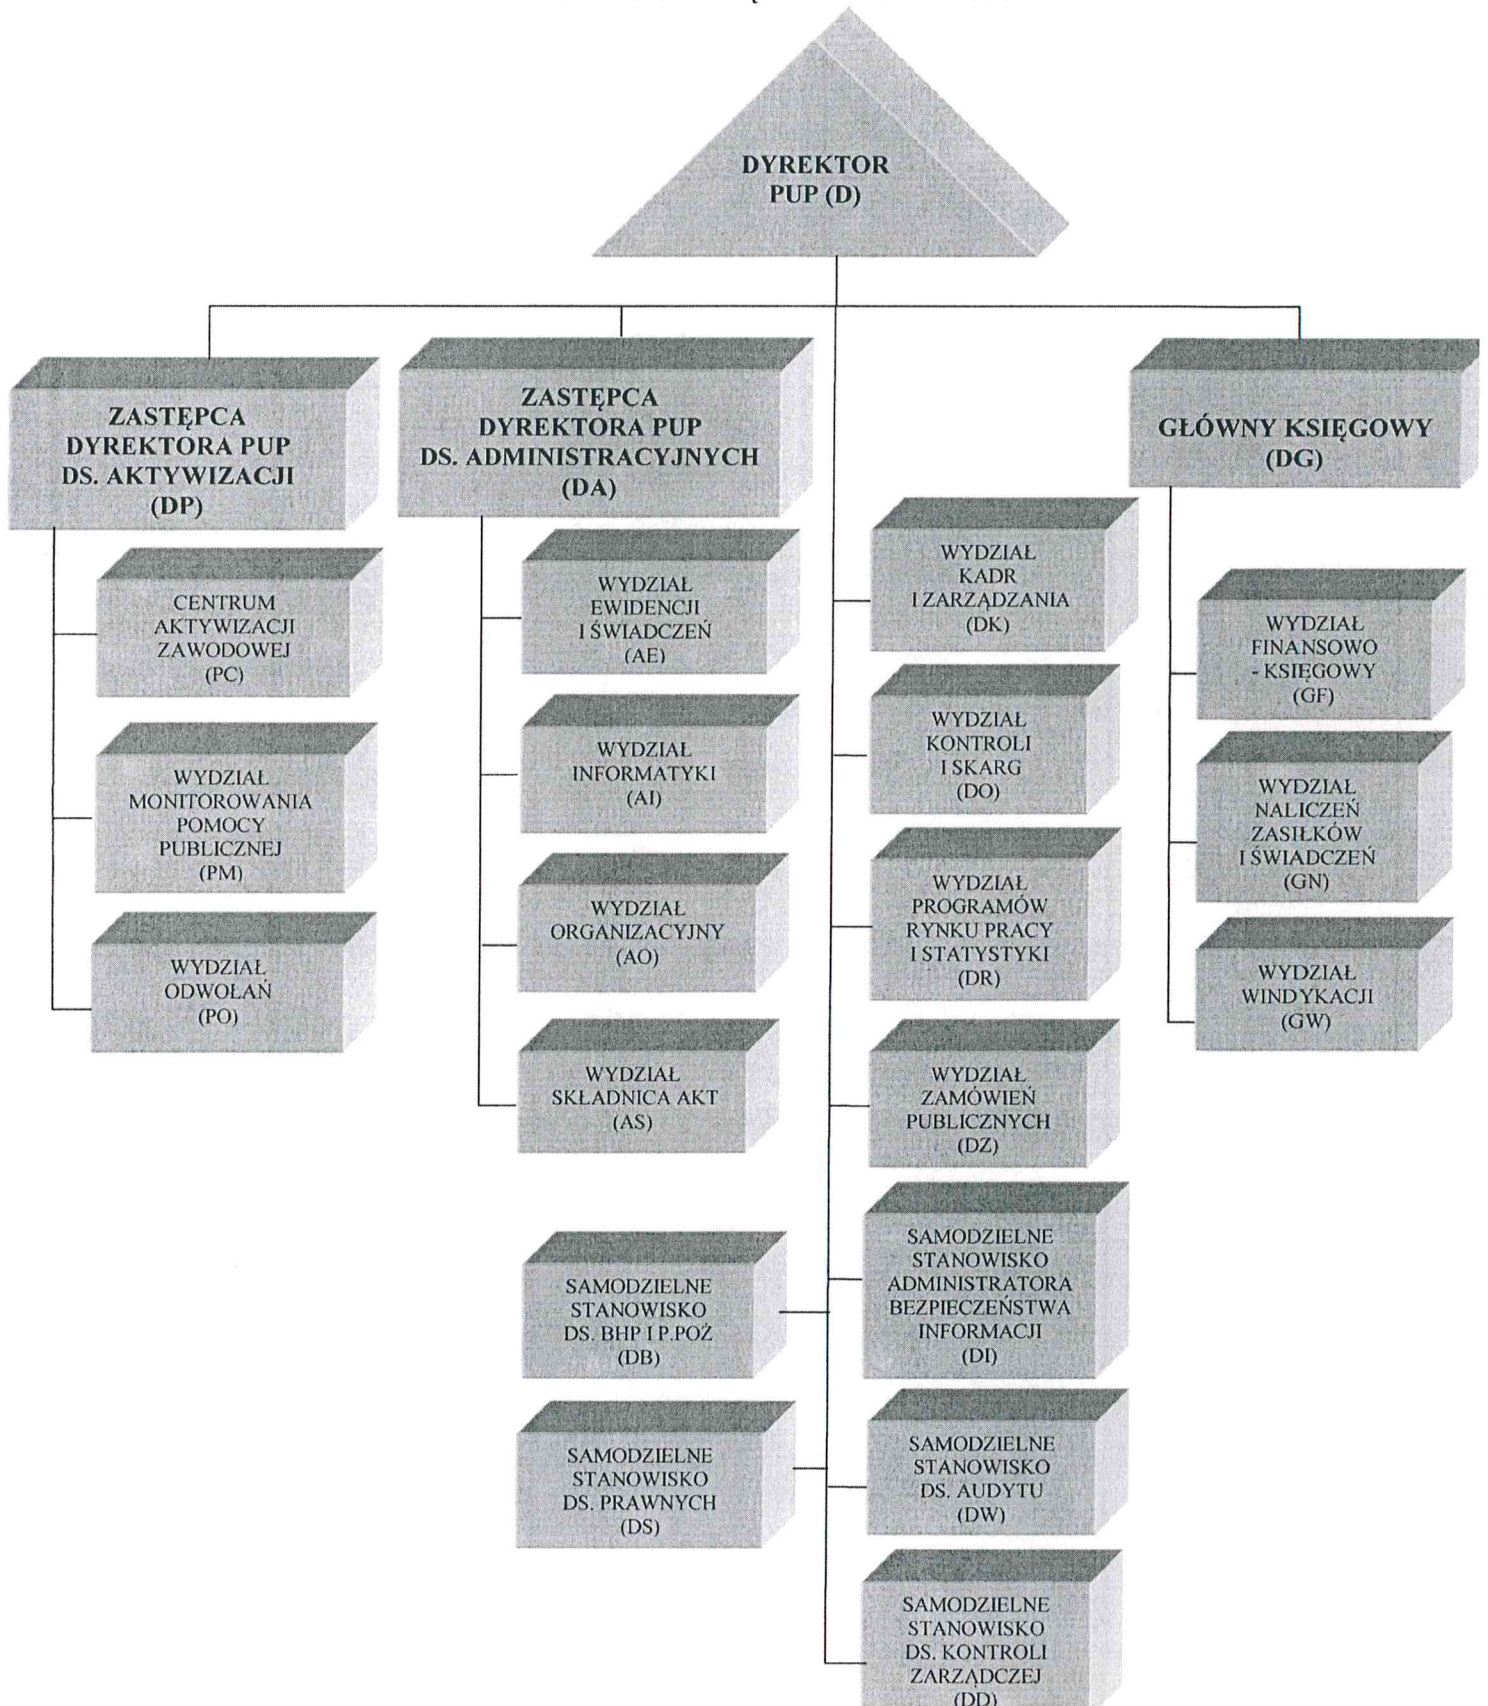 DYREKTOR
PUP (D)
ZASTĘPCA
DYREKTORA PUP
DS. AKTYWIZACJI
(DP)
CENTRUM
AKTYWIZACJI
ZAWODOWEJ
(PC)
WYDZIAŁ
MONITOROWANIA
POMOCY
PUBLICZNEJ
(PM)
WYDZIAŁ
ODWOŁAŃ
(PO)
ZASTĘPCA
DYREKTORA PUP
DS. ADMINISTRACYJNYCH
(DA)
WYDZIAŁ
EWIDENCJI
I ŚWIADCZEŃ
(AE)
WYDZIAŁ
INFORMATYKI
(AI)
WYDZIAŁ
ORGANIZACYJNY
(AO)
WYDZIAŁ
SKŁADNICA AKT
(AS)
SAMODZIELNE
STANOWISKO
DS. BHP I P.POŻ
(DB)
SAMODZIELNE
STANOWISKO
DS. PRAWNYCH
(DS)
WYDZIAŁ
KADR
I ZARZĄDZANIA
(DK)
WYDZIAŁ
KONTROLI
I SKARG
(DO)
WYDZIAŁ
PROGRAMÓW
RYNKU PRACY
I STATYSTYKI
(DR)
WYDZIAŁ
ZAMÓWIEŃ
PUBLICZNYCH
(DZ)
SAMODZIELNE
STANOWISKO
ADMINISTRATORA
BEZPIECZEŃSTWA
INFORMACJI
(DI)
SAMODZIELNE
STANOWISKO
DS. AUDYTU
(DW)
SAMODZIELNE
STANOWISKO
DS. KONTROLI
ZARZĄDCZEJ
(DD)
GŁÓWNY KSIĘGOWY
(DG)
WYDZIAŁ
FINANSOWO
- KSIĘGOWY
(GF)
WYDZIAŁ
NALICZEŃ
ZASIŁKÓW
I ŚWIADCZEŃ
(GN)
WYDZIAŁ
WINDYKACJI
(GW)